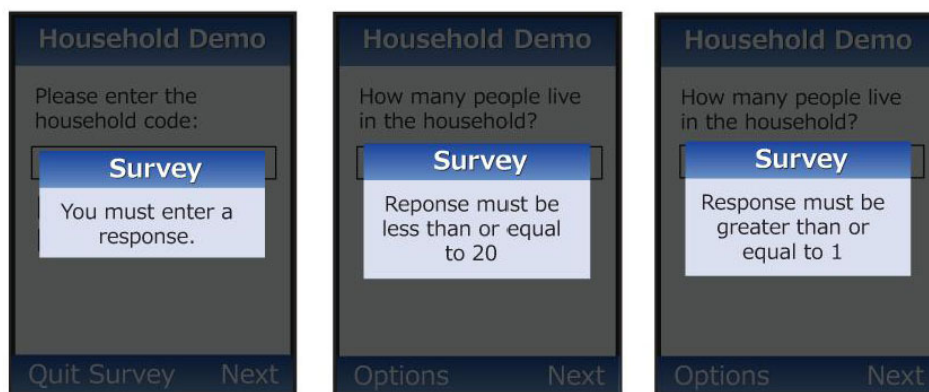 Household Demo
Please enter the
household code:
Survey
You must enter a
response.
Quit Survey Next
Household Demo
How many people live
in the household?
Survey
Reponse must be
less than or equal
to 20
Options Next
Household Demo
How many people live
in the household?
Survey
Response must be
greater than or
equal to 1
Options Next